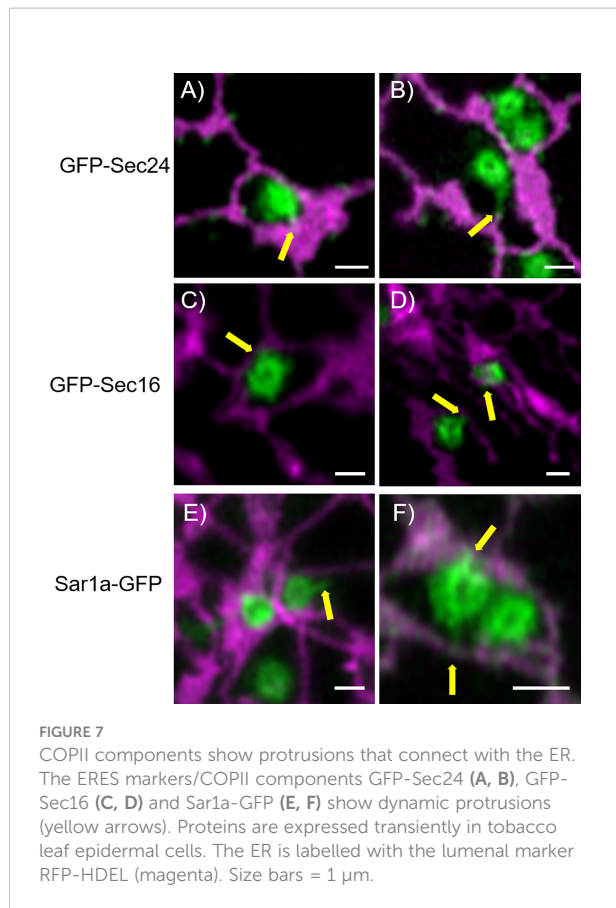 A)
B)
GFP-Sec24
C)
D)
GFP-Sec16
E)
F)
Sar1a-GFP
FIGURE 7
COPII components show protrusions that connect with the ER.
The ERES markers/COPII components GFP-Sec24 (A, B), GFP-
Sec16 (C, D) and Sar1a-GFP (E, F) show dynamic protrusions
(yellow arrows). Proteins are expressed transiently in tobacco
leaf epidermal cells. The ER is labelled with the lumenal marker
RFP-HDEL (magenta). Size bars = 1 µm.